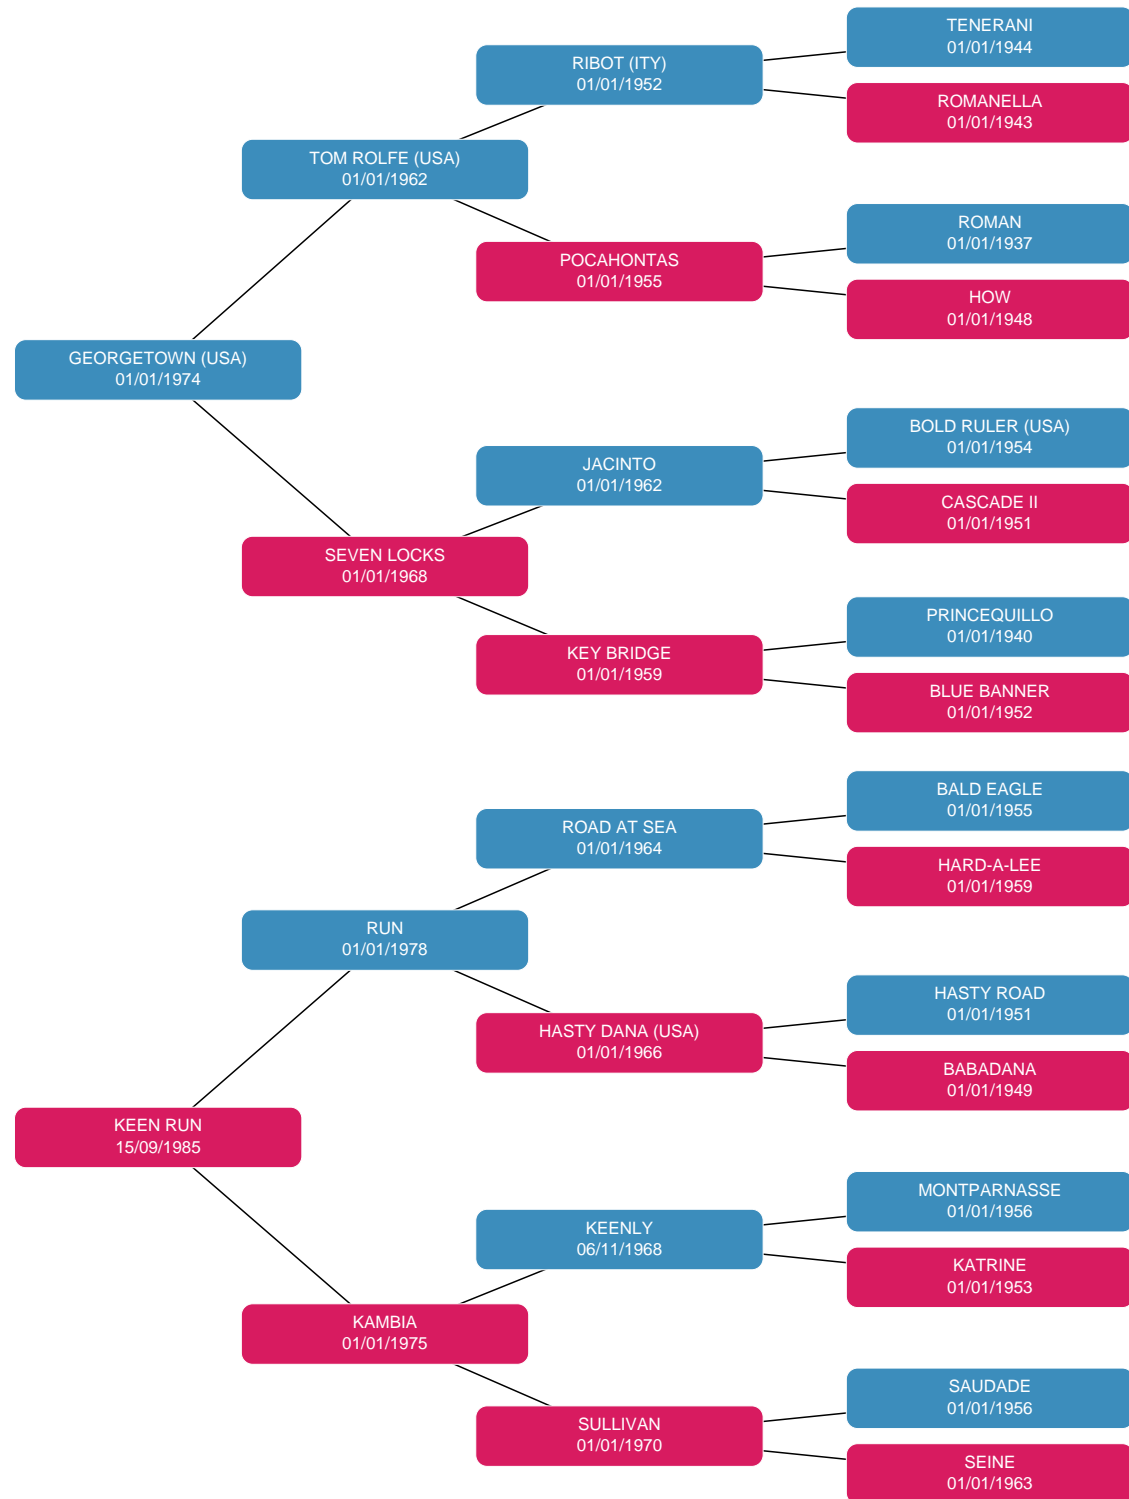 TENERANI
01/01/1944
RIBOT (ITY)
01/01/1952
ROMANELLA
01/01/1943
TOM ROLFE (USA)
01/01/1962
ROMAN
01/01/1937
POCAHONTAS
01/01/1955
HOW
01/01/1948
GEORGETOWN (USA)
01/01/1974
BOLD RULER (USA)
01/01/1954
JACINTO
01/01/1962
CASCADE II
01/01/1951
SEVEN LOCKS
01/01/1968
PRINCEQUILLO
01/01/1940
KEY BRIDGE
01/01/1959
BLUE BANNER
01/01/1952
BALD EAGLE
01/01/1955
ROAD AT SEA
01/01/1964
HARD-A-LEE
01/01/1959
RUN
01/01/1978
HASTY ROAD
01/01/1951
HASTY DANA (USA)
01/01/1966
BABADANA
01/01/1949
KEEN RUN
15/09/1985
MONTPARNASSE
01/01/1956
KEENLY
06/11/1968
KATRINE
01/01/1953
KAMBIA
01/01/1975
SAUDADE
01/01/1956
SULLIVAN
01/01/1970
SEINE
01/01/1963